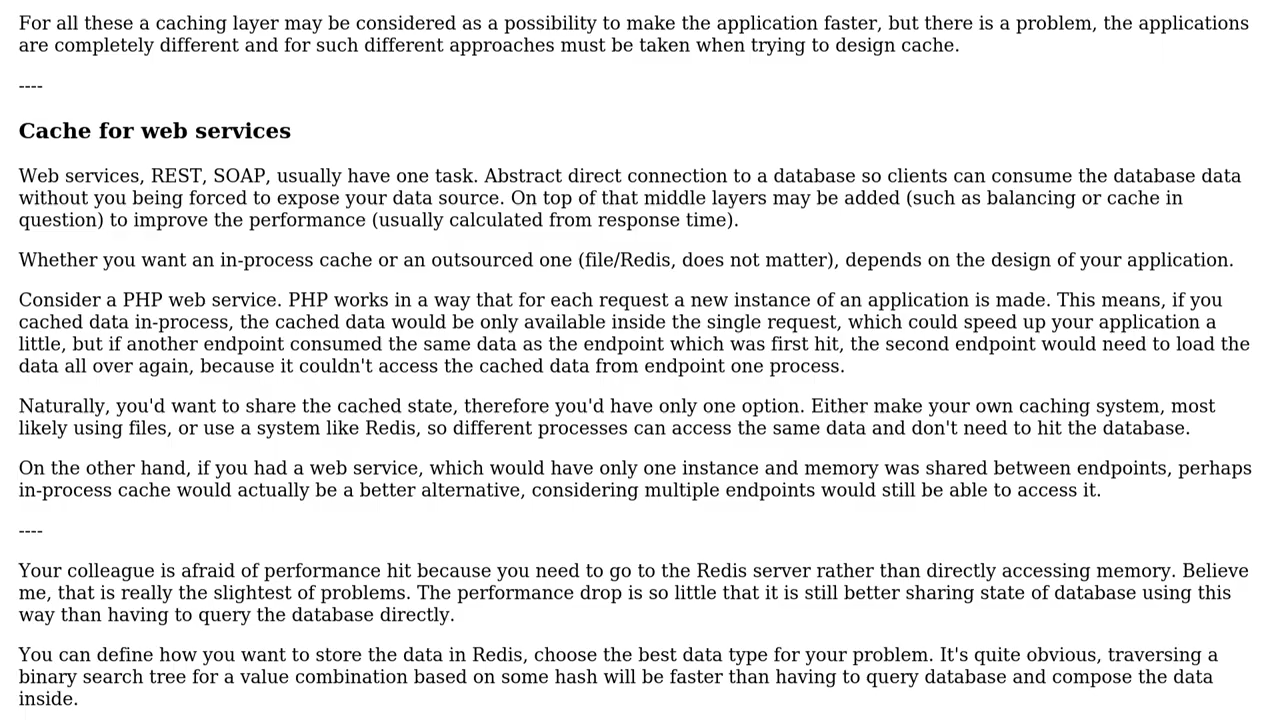 For all these a caching layer may be considered as a possibility to make the application faster, but there is a problem, the applications
are completely different and for such different approaches must be taken when trying to design cache.
----
Cache for web services
Web services, REST, SOAP, usually have one task. Abstract direct connection to a database so clients can consume the database data
without you being forced to expose your data source. On top of that middle layers may be added (such as balancing or cache in
question) to improve the performance (usually calculated from response time).
Whether you want an in-process cache or an outsourced one (file/Redis, does not matter), depends on the design of your application.
Consider a PHP web service. PHP works in a way that for each request a new instance of an application is made. This means, if you
cached data in-process, the cached data would be only available inside the single request, which could speed up your application a
little, but if another endpoint consumed the same data as the endpoint which was first hit, the second endpoint would need to load the
data all over again, because it couldn't access the cached data from endpoint one process.
Naturally, you'd want to share the cached state, therefore you'd have only one option. Either make your own caching system, most
likely using files, or use a system like Redis, so different processes can access the same data and don't need to hit the database.
On the other hand, if you had a web service, which would have only one instance and memory was shared between endpoints, perhaps
in-process cache would actually be a better alternative, considering multiple endpoints would still be able to access it.
----
Your colleague is afraid of performance hit because you need to go to the Redis server rather than directly accessing memory. Believe
me, that is really the slightest of problems. The performance drop is so little that it is still better sharing state of database using this
way than having to query the database directly.
You can define how you want to store the data in Redis, choose the best data type for your problem. It's quite obvious, traversing a
binary search tree for a value combination based on some hash will be faster than having to query database and compose the data
inside.